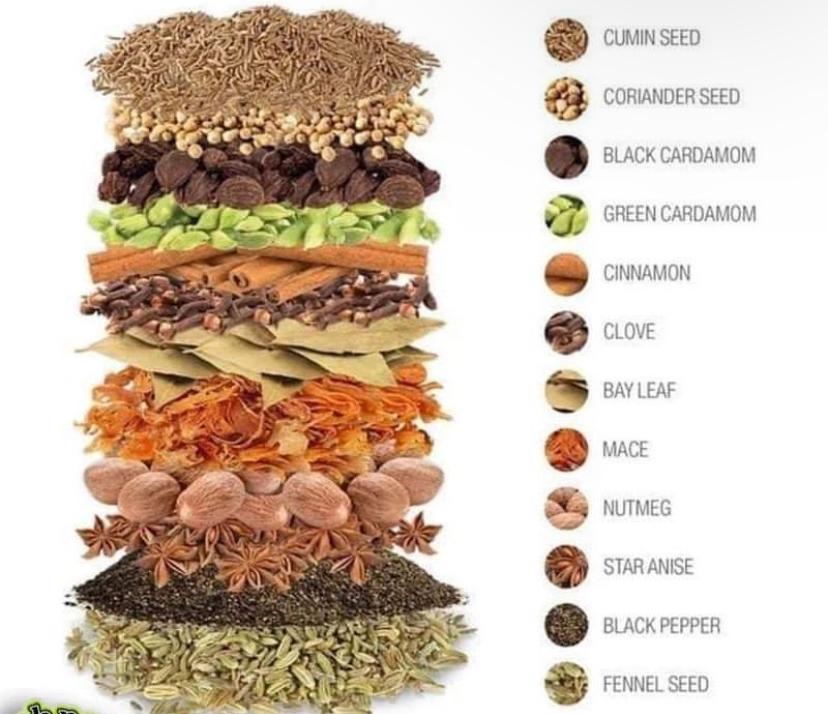 CUMIN SEED
CORIANDER SEED
BLACK CARDAMOM
GREEN CARDAMOM
CINNAMON
CLOVE
BAY LEAF
MACE
NUTMEG
STAR ANISE
BLACK PEPPER
FENNEL SEED